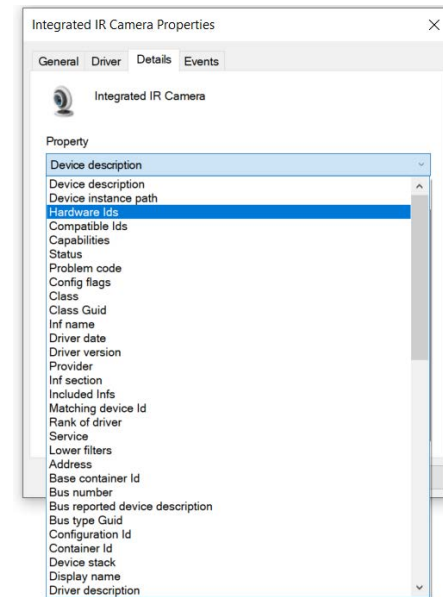 Integrated IR Camera Properties
General Driver Details Events
Integrated IR Camera
Property
Device description
Device description
Device instance path
Hardware Ids
Compatible Ids
Capabilities
Status
Problem code
Config flags
Class
Class Guid
Inf name
Driver date
Driver version
Provider
Inf section
Included Infs
Matching device Id
Rank of driver
Service
Lower filters
Address
Base container Id
Bus number
Bus reported device description
Bus type Guid
Configuration Id
Container Id
Device stack
Display name
Driver description